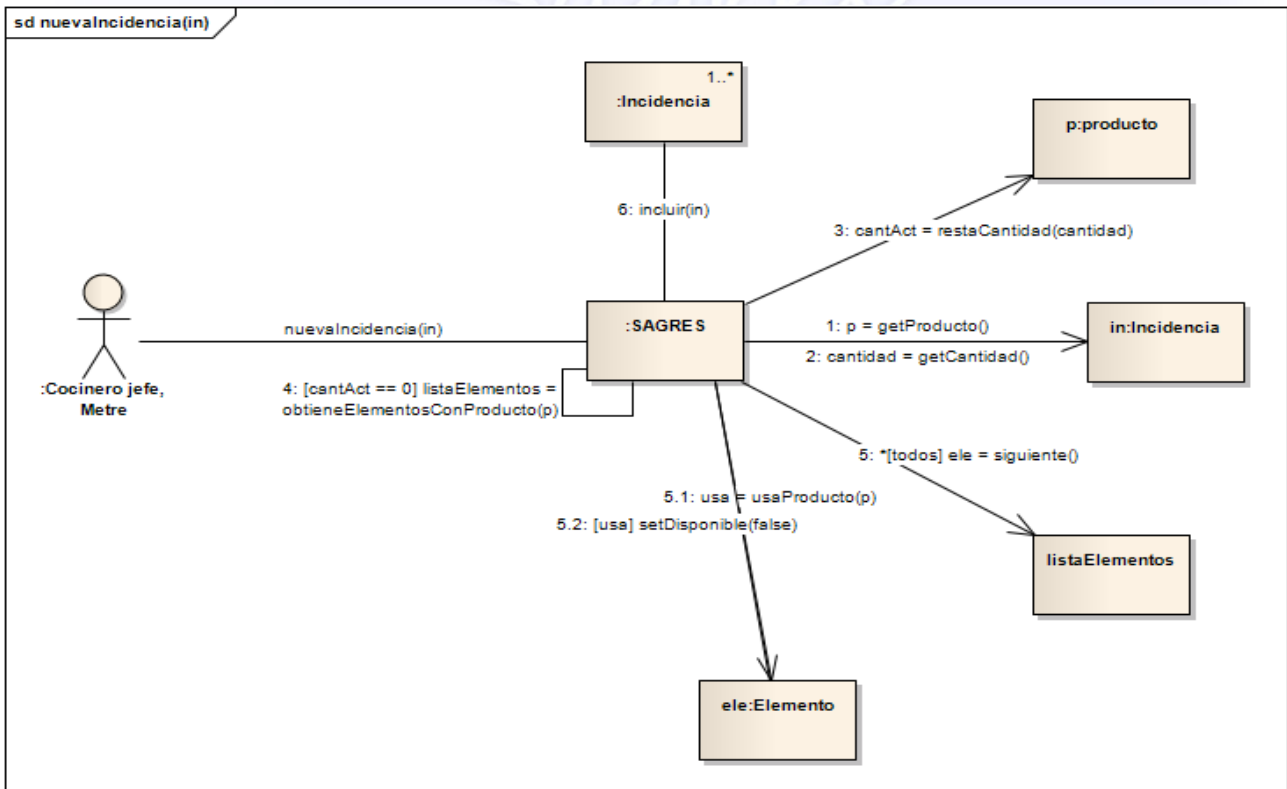 sd nuevaIncidencia(in)
1..*
:Incidencia
p:producto
6: incluir(in)
3: cantAct = restaCantidad(cantidad)
:SAGRES
nuevaIncidencia(in)
1: p = getProducto()
in:Incidencia
2: cantidad = getCantidad()
:Cocinero jefe,
Metre
4: [cantAct == 0] listaElementos =
obtieneElementosConProducto(p)
5: *[todos] ele = siguiente()
5.1: usa = usaProducto(p)
5.2: [usa] setDisponible(false)
listaElementos
ele:Elemento